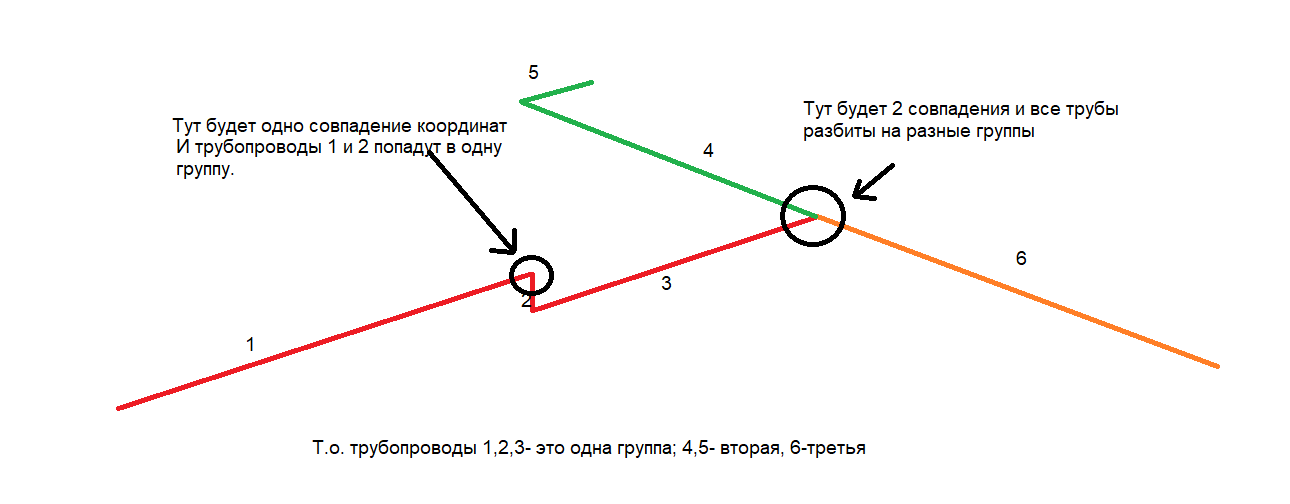 5
Тут будет одно совпадение координат
И трубопроводы 1 и 2 попадут в одну
группу.
Тут будет 2 совпадения и все трубы
разбиты на разные группы
4
6
3
2
1
Т.о. трубопроводы 1,2,3- это одна группа; 4,5- вторая, 6-третья